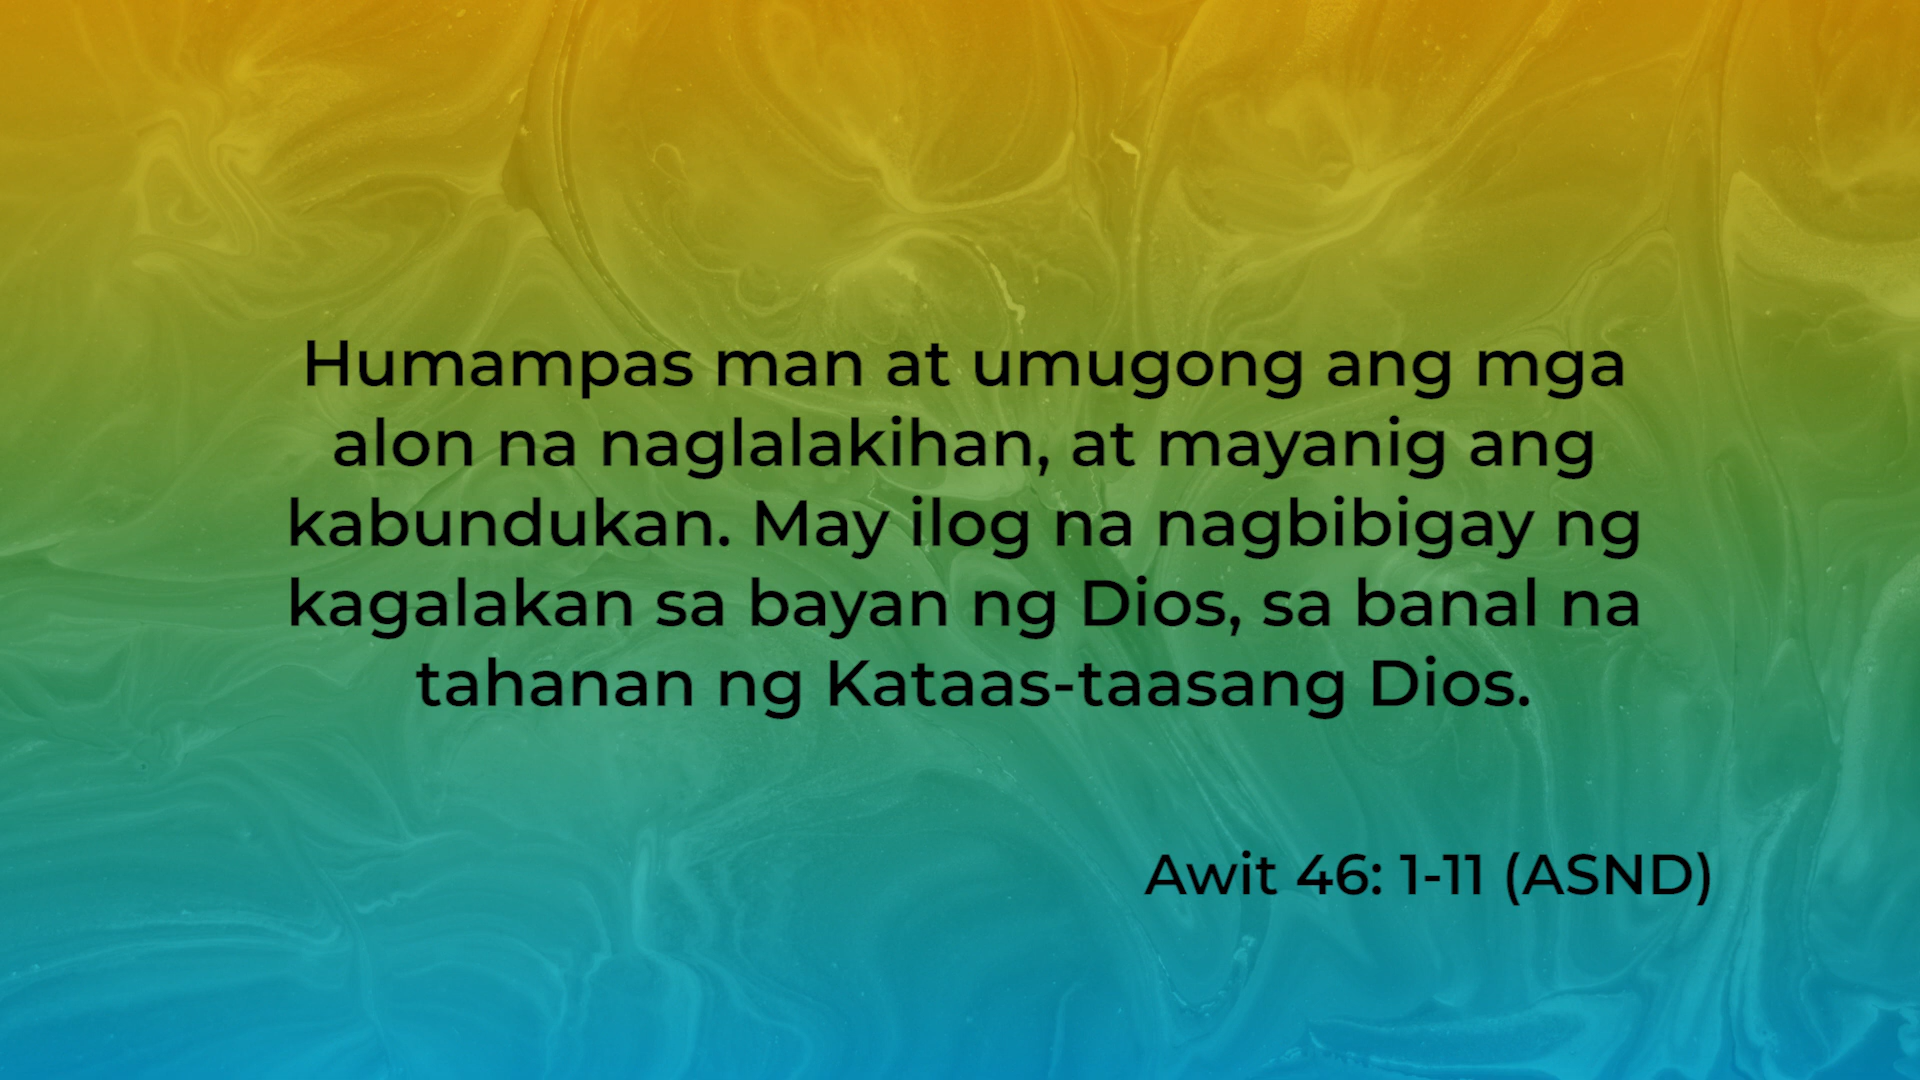 Humampas man at umugong ang mga
alon na naglalakihan, at mayanig ang
kabundukan. May ilog na nagbibigay ng
kagalakan sa bayan ng Dios, sa banal na
tahanan ng Kataas-taasang Dios.
Awit 46: 1-11 (ASND)